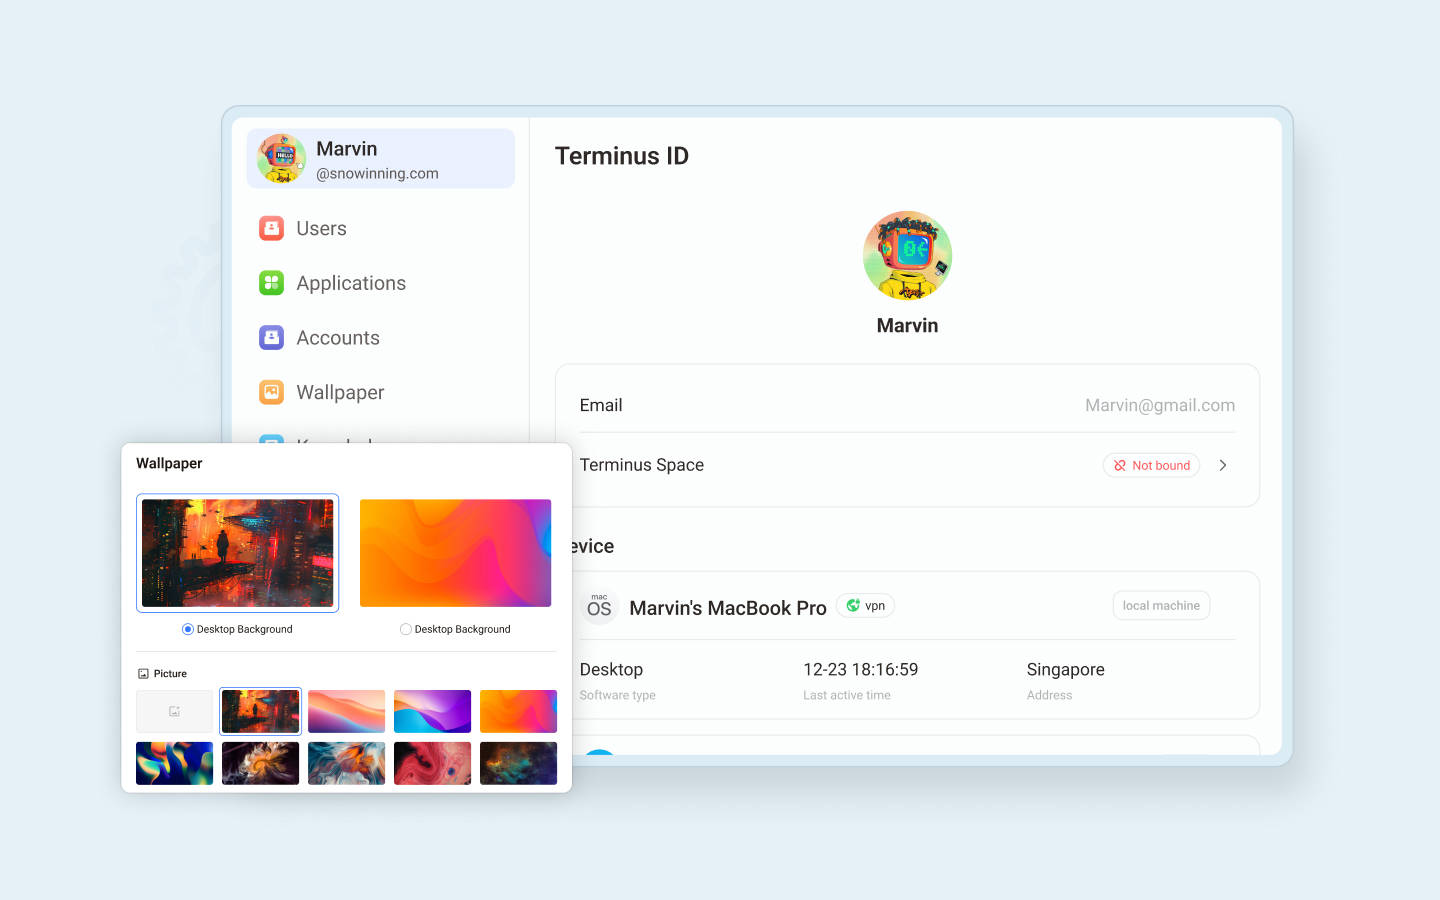 Marvin
@snowinning.com
Users
Applications
Accounts
Wallpaper
Terminus ID
Marvin
Email
Marvin@gmail.com
Terminus Space
Not bound
evice
mac
OS
Marvin's MacBook Pro
vpn
local machine
Desktop
12-23 18:16:59
Singapore
Software type
Last active time
Address
Wallpaper
Desktop Background
Desktop Background
Picture